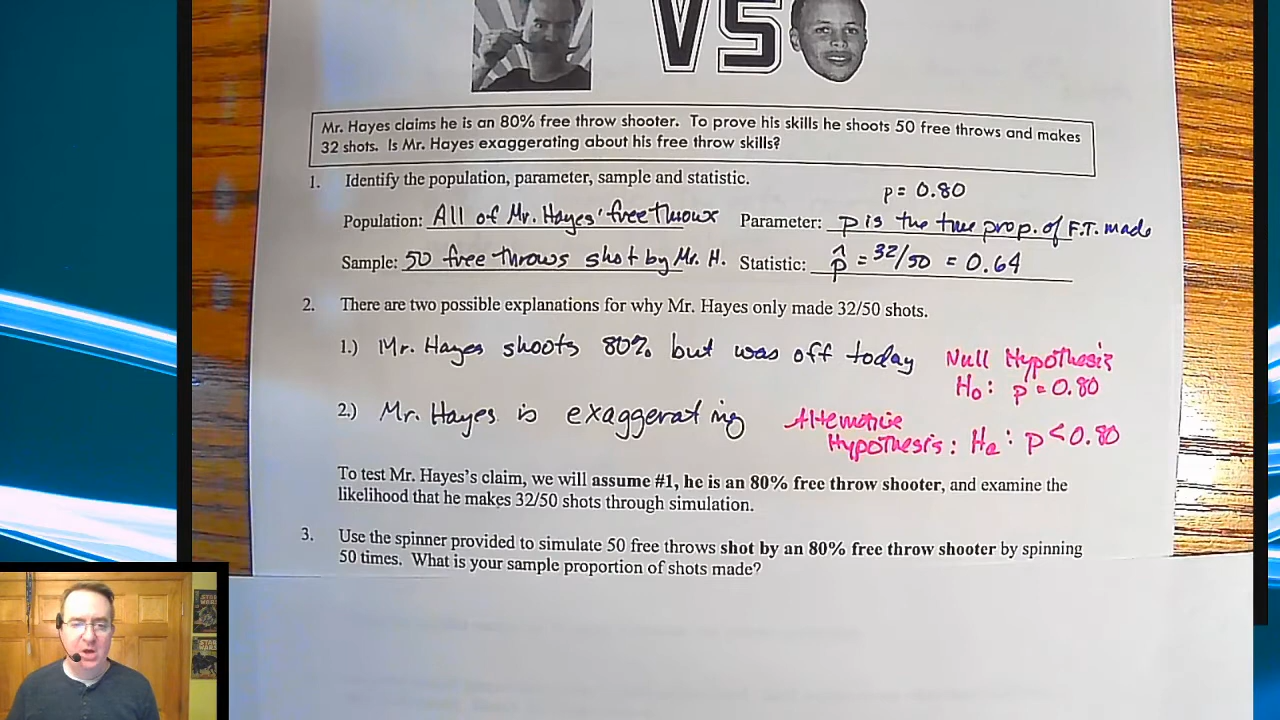 VS
Mr. Hayes claims he is an 80% free throw shooter. To prove his skills he shoots 50 free throws and makes
32 shots. Is Mr. Hayes exaggerating about his free throw skills?
1. Identify the population, parameter, sample and statistic.
p = 0.80
Population: All of Mr. Hayes' free throws Parameter: p is the true prop. of F.T. made
Sample: 50 free throws shot by Mr. H. Statistic: p̂ = 32/50 = 0.64
2. There are two possible explanations for why Mr. Hayes only made 32/50 shots.
1.) Mr. Hayes shoots 80% but was off today Null Hypothesis
H₀: p = 0.80
2.) Mr. Hayes is exaggerating Alternative
Hypothesis: Hₐ: p < 0.80
To test Mr. Hayes's claim, we will assume #1, he is an 80% free throw shooter, and examine the
likelihood that he makes 32/50 shots through simulation.
3. Use the spinner provided to simulate 50 free throws shot by an 80% free throw shooter by spinning
50 times. What is your sample proportion of shots made?
STAR WARS
STAR WARS